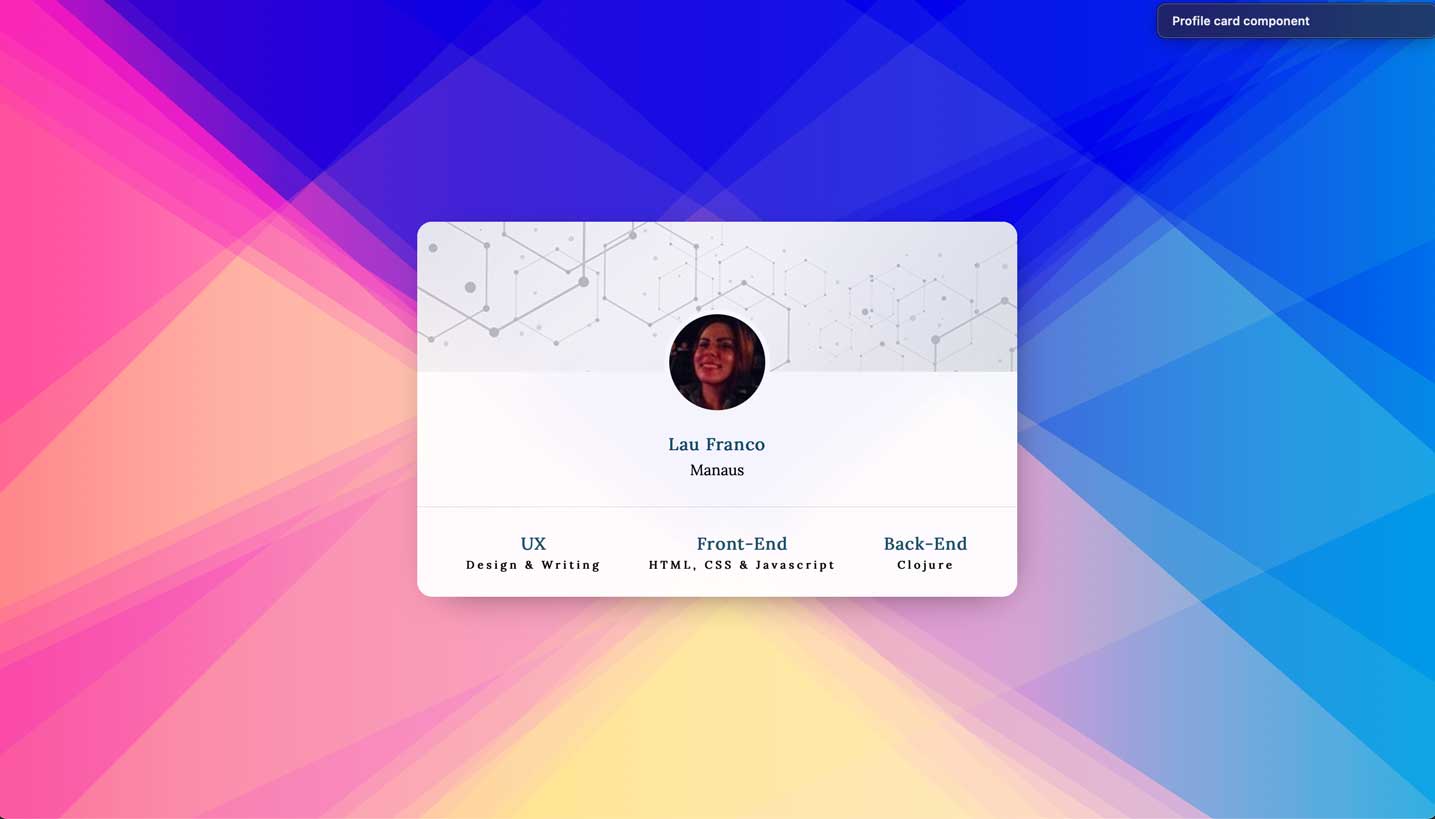 Profile card component
Lau Franco
Manaus
UX
Design & Writing
Front-End
HTML, CSS & Javascript
Back-End
Clojure